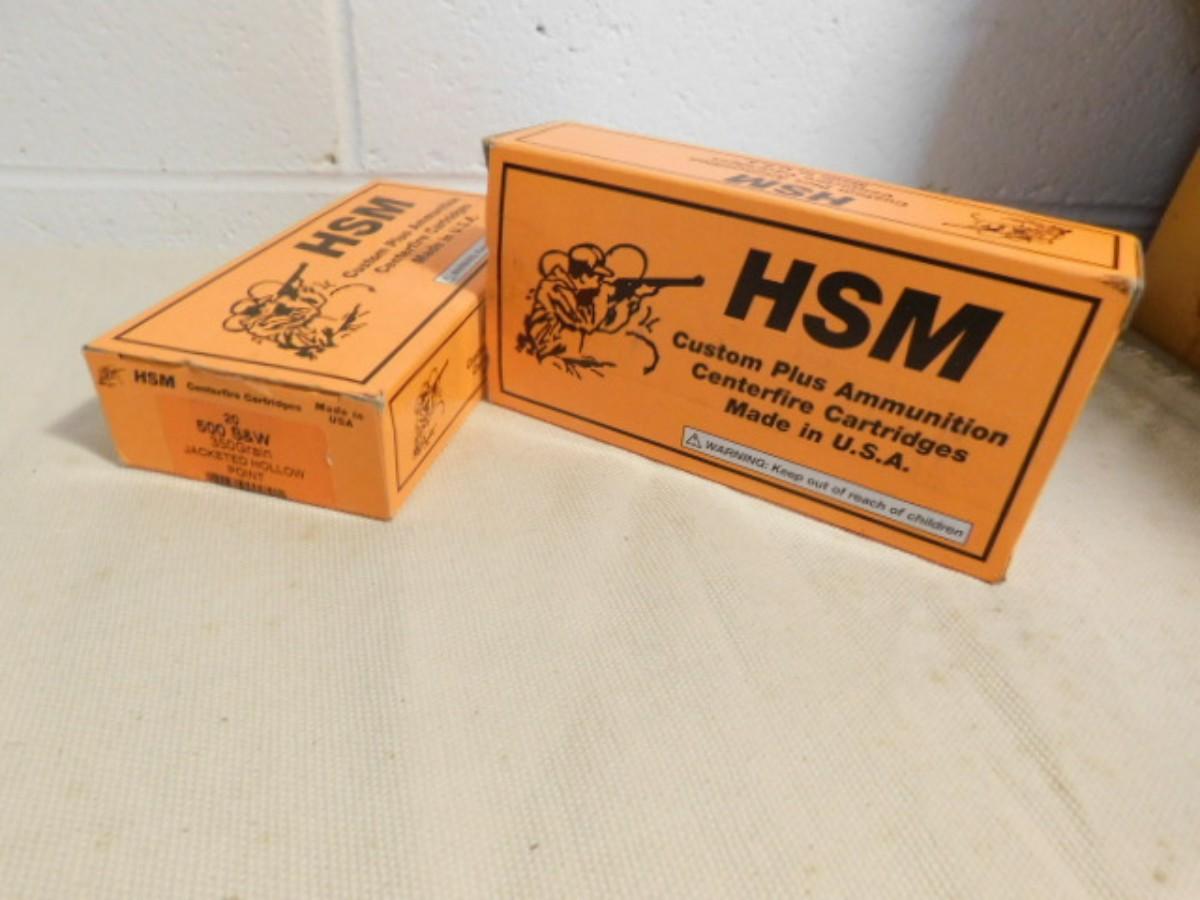 HSM
Custom Plus Ammunition
Centerfire Cartridges
Made in U.S.A.
HSM Centerfire Cartridges Made in
USA
20
500 S&W
350Grain
JACKETED HOLLOW
POINT
HSM
HSM
Custom Plus Ammunition
Centerfire Cartridges
Made in U.S.A.
WARNING: Keep out of reach of children